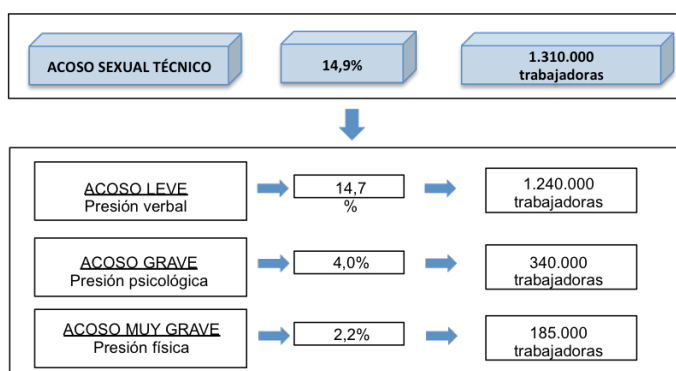 ACOSO SEXUAL TÉCNICO
14,9%
1.310.000
trabajadoras
ACOSO LEVE
Presión verbal
14,7
%
1.240.000
trabajadoras
ACOSO GRAVE
Presión psicológica
4,0%
340.000
trabajadoras
ACOSO MUY GRAVE
Presión física
2,2%
185.000
trabajadoras